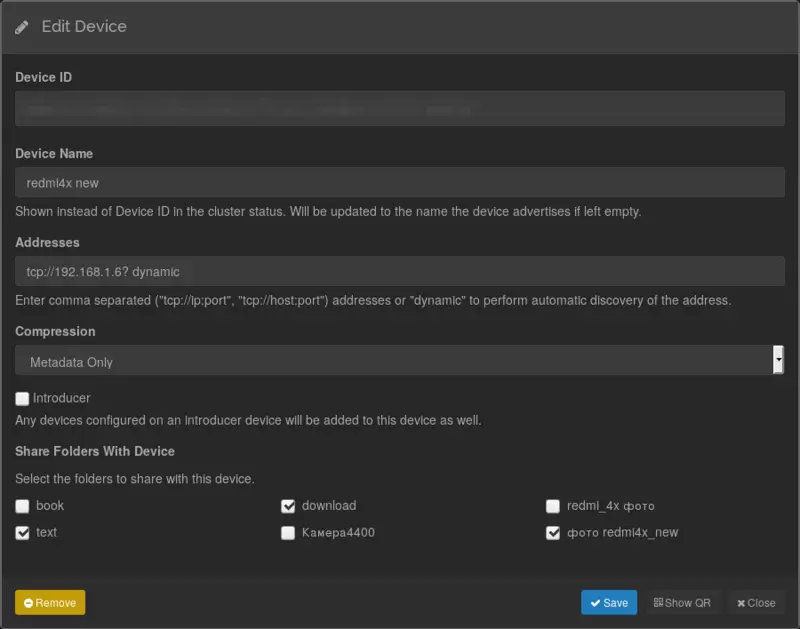 Edit Device
Device ID
Device Name
redmi4x new
Shown instead of Device ID in the cluster status. Will be updated to the name the device advertises if left empty.
Addresses
tcp://192.168.1.6? dynamic
Enter comma separated ("tcp://ip:port", "tcp://host:port") addresses or "dynamic" to perform automatic discovery of the address.
Compression
Metadata Only
Introducer
Any devices configured on an introducer device will be added to this device as well.
Share Folders With Device
Select the folders to share with this device.
book download redmi_4x фото
text Камера4400 фото redmi4x_new
Remove Save Show QR Close